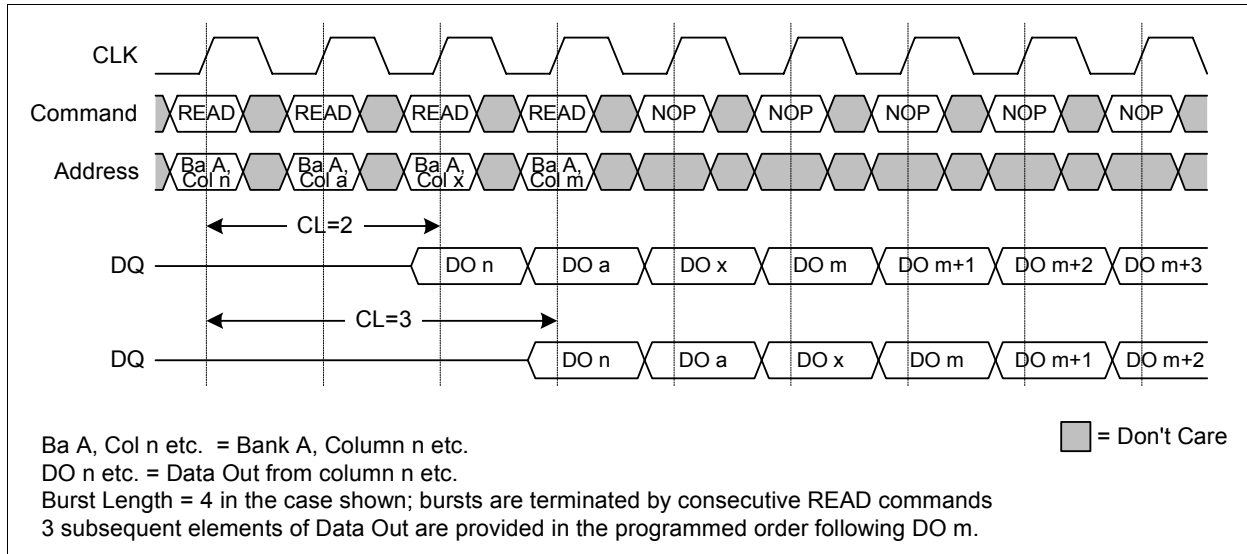 CLK
Command READ READ READ READ NOP NOP NOP NOP NOP
Address Ba A, Col n Ba A, Col a Ba A, Col x Ba A, Col m
CL=2
DQ DO n DO a DO x DO m DO m+1 DO m+2 DO m+3
CL=3
DQ DO n DO a DO x DO m DO m+1 DO m+2
Ba A, Col n etc. = Bank A, Column n etc.
= Don't Care
DO n etc. = Data Out from column n etc.
Burst Length = 4 in the case shown; bursts are terminated by consecutive READ commands
3 subsequent elements of Data Out are provided in the programmed order following DO m.